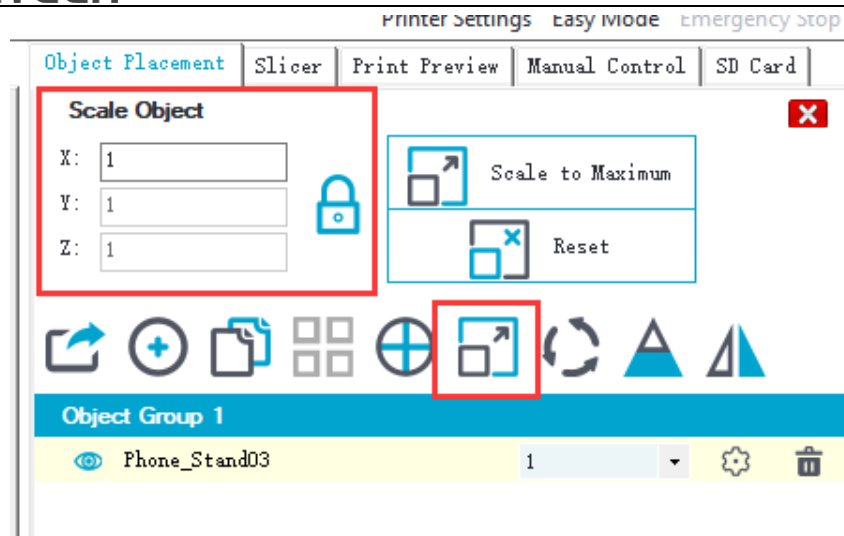 Printer Settings Easy Mode Emergency Stop
Object Placement Slicer Print Preview Manual Control SD Card
Scale Object
X: 1
Y: 1
Z: 1
Scale to Maximum
Reset
Object Group 1
Phone_Stand03 1